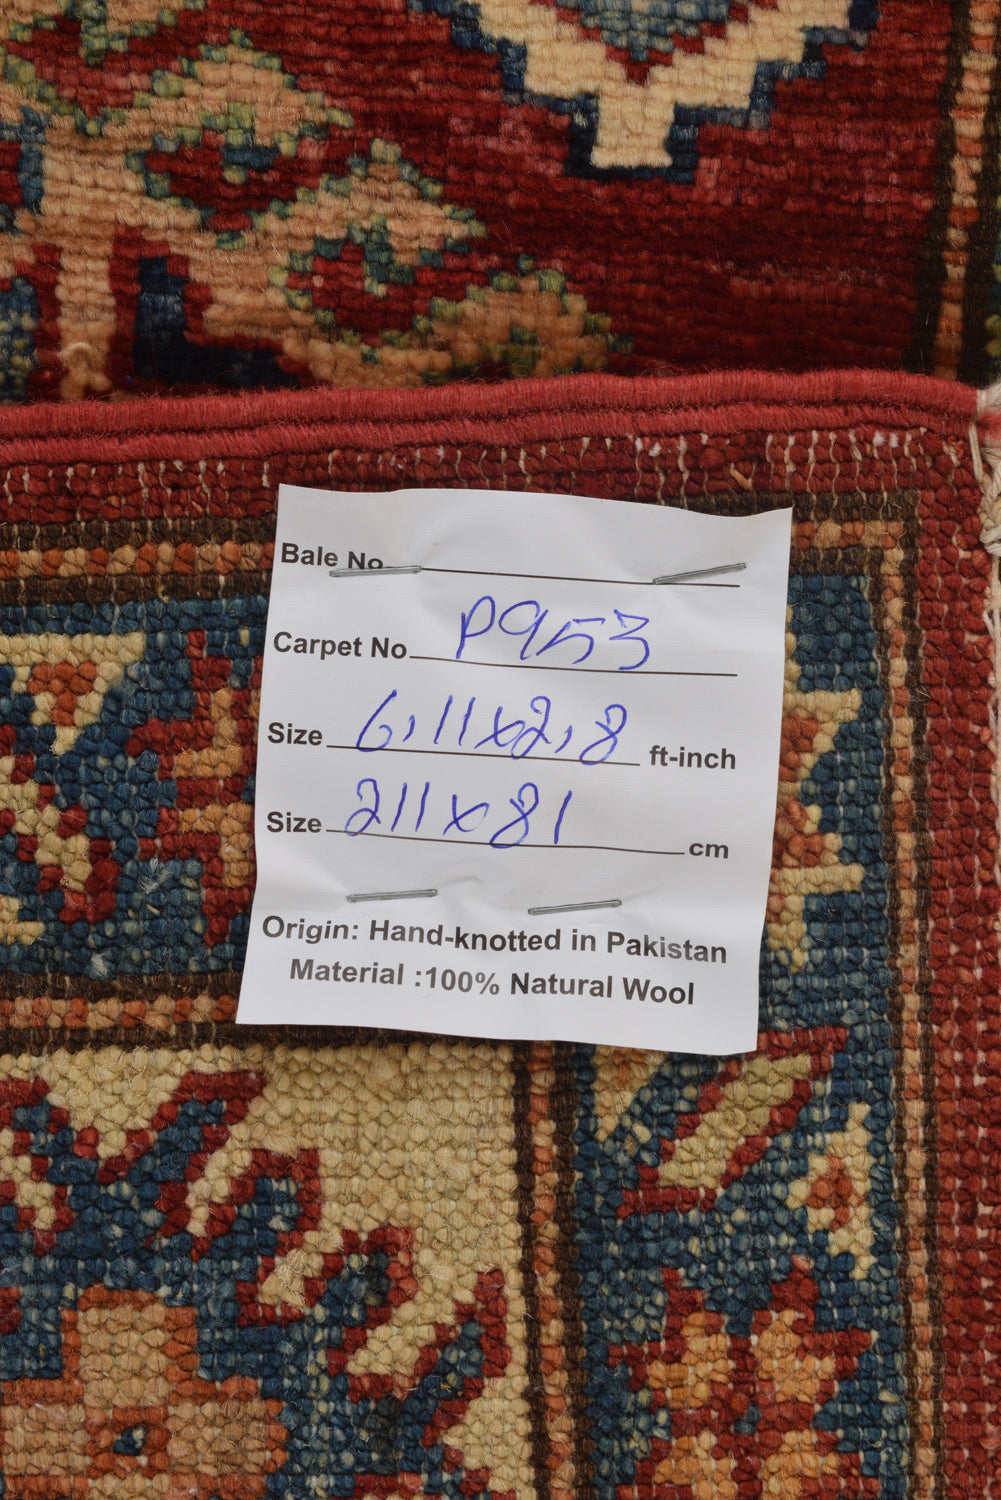 Bale No
Carpet No P953
Size 6,11x2,8 ft-inch
Size 211x81 cm
Origin: Hand-knotted in Pakistan
Material :100% Natural Wool